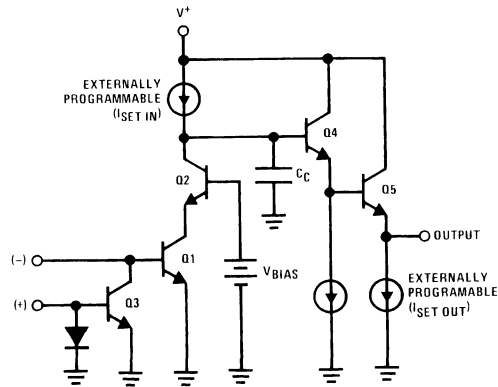 V+
EXTERNALLY
PROGRAMMABLE
(ISET IN)
Q4
Q2
CC
Q5
(-)
Q1
OUTPUT
VBIAS
(+)
Q3
EXTERNALLY
PROGRAMABLE
(ISET OUT)